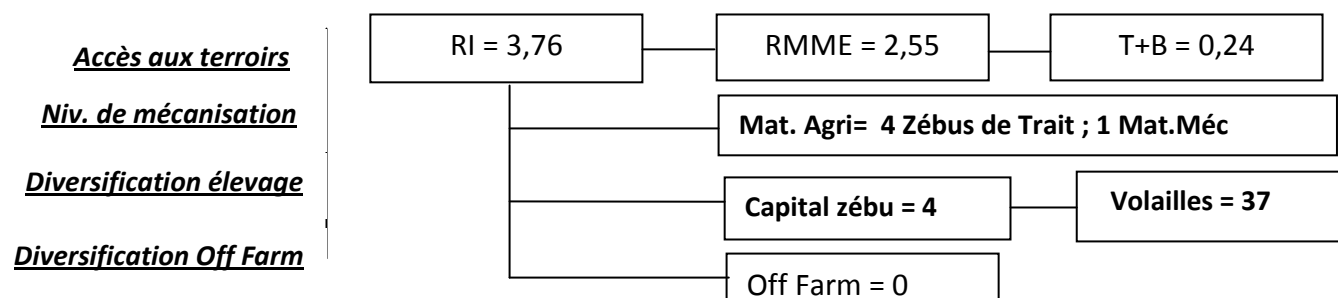 Accès aux terroirs
RI = 3,76
RMME = 2,55
T+B = 0,24
Niv. de mécanisation
Mat. Agri= 4 Zébus de Trait ; 1 Mat.Méc
Diversification élevage
Capital zébu = 4
Volailles = 37
Diversification Off Farm
Off Farm = 0